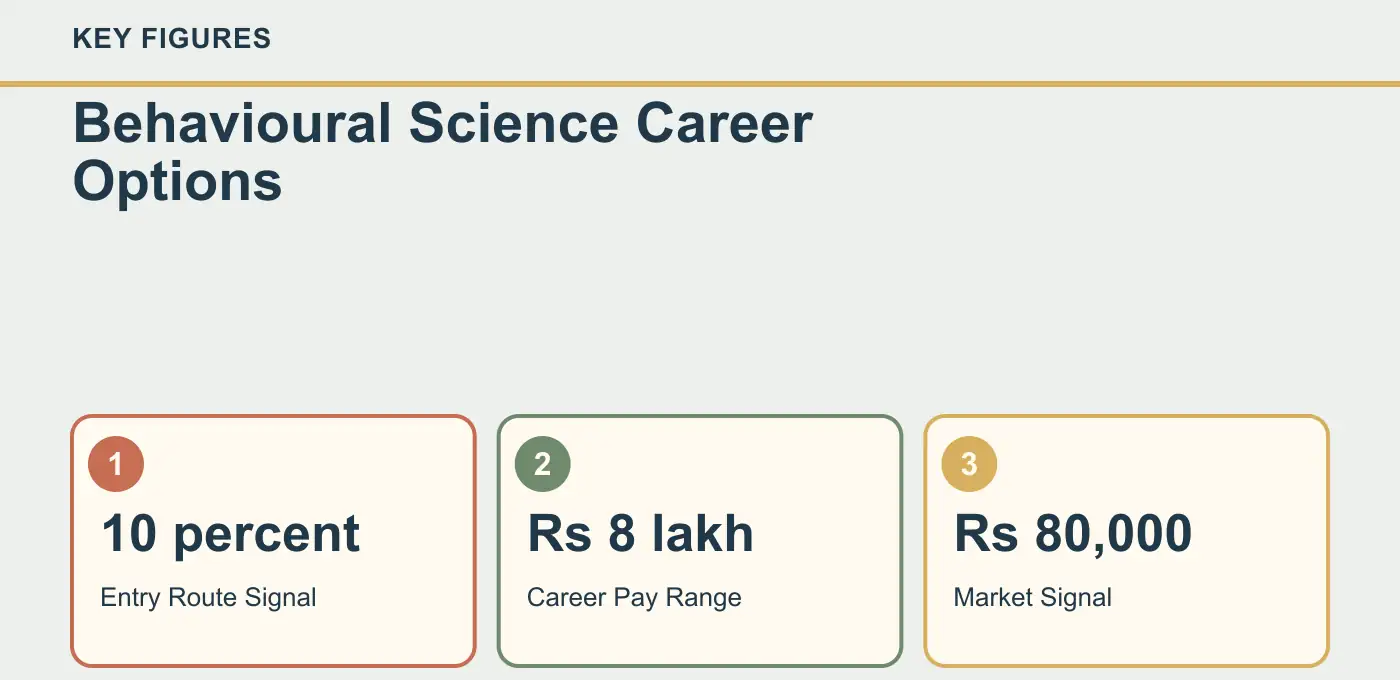 KEY FIGURES
Behavioural Science Career
Options
1
10 percent
Entry Route Signal
2
Rs 8 lakh
Career Pay Range
3
Rs 80,000
Market Signal